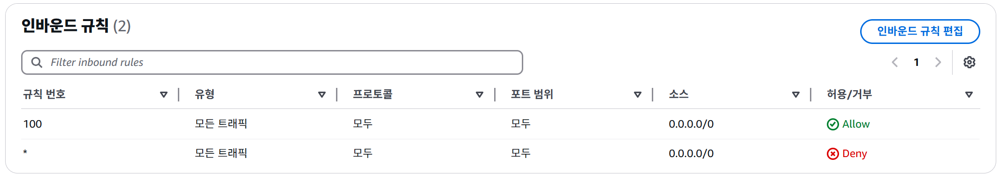 인바운드 규칙 (2)
인바운드 규칙 편집
Filter inbound rules
1
규칙 번호 유형 프로토콜 포트 범위 소스 허용/거부
100 모든 트래픽 모두 모두 0.0.0.0/0 Allow
* 모든 트래픽 모두 모두 0.0.0.0/0 Deny